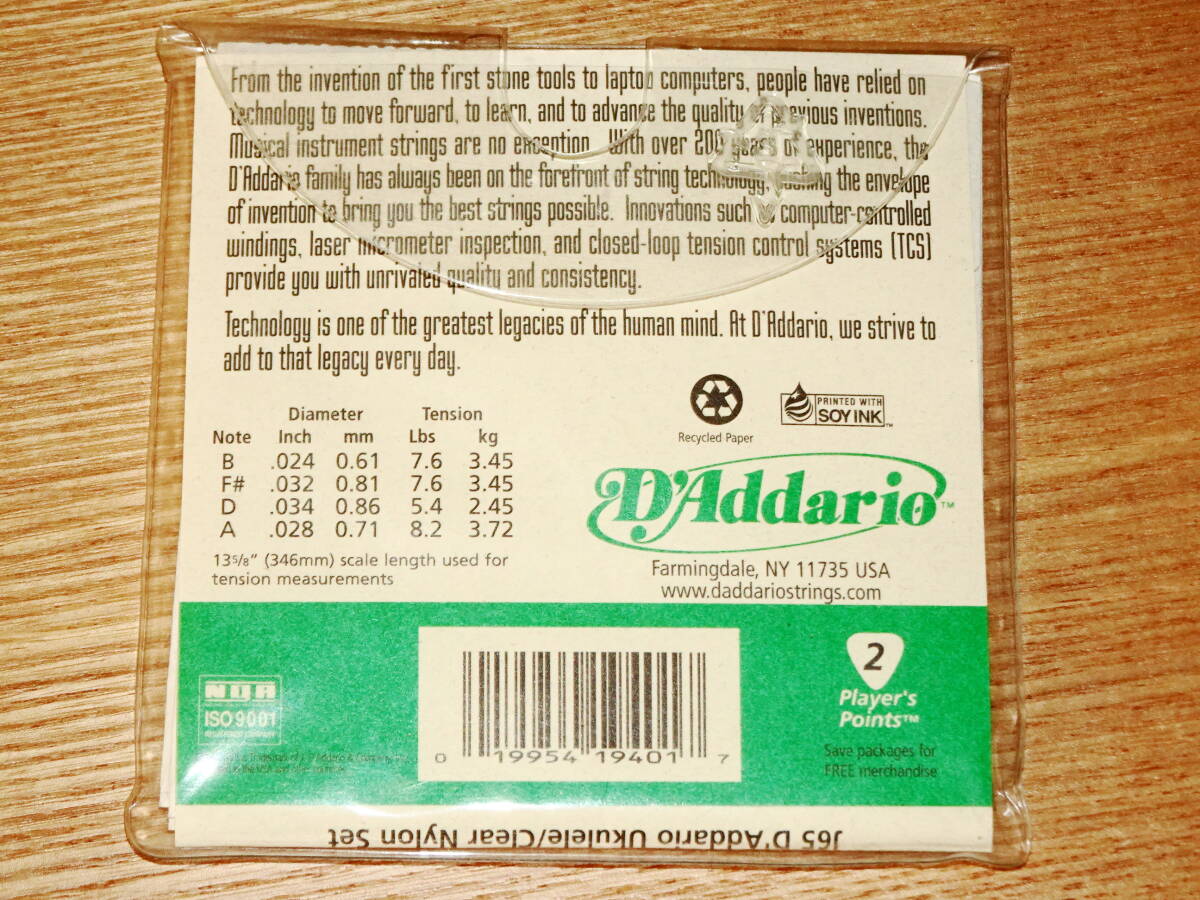 From the invention of the first stone tools to laptop computers, people have relied on
technology to move forward, to learn, and to advance the quality of previous inventions.
Musical instrument strings are no exception. With over 200 years of experience, the
D'Addario family has always been on the forefront of string technology, pushing the envelope
of invention to bring you the best strings possible. Innovations such as computer-controlled
windings, laser micrometer inspection, and closed-loop tension control systems (TCS)
provide you with unrivaled quality and consistency.
Technology is one of the greatest legacies of the human mind. At D'Addario, we strive to
add to that legacy every day.
Diameter Tension
Note Inch mm Lbs kg
B .024 0.61 7.6 3.45
F# .032 0.81 7.6 3.45
D .034 0.86 5.4 2.45
A .028 0.71 8.2 3.72
13 5/8" (346mm) scale length used for
tension measurements
Recycled Paper
PRINTED WITH
SOY INK™
D'Addario™
Farmingdale, NY 11735 USA
www.daddariostrings.com
NQA
ISO 9001
0 19954 19401 7
2
Player's
Points™
Save packages for
FREE merchandise
J65 D'Addario Ukulele/Clear Nylon Set